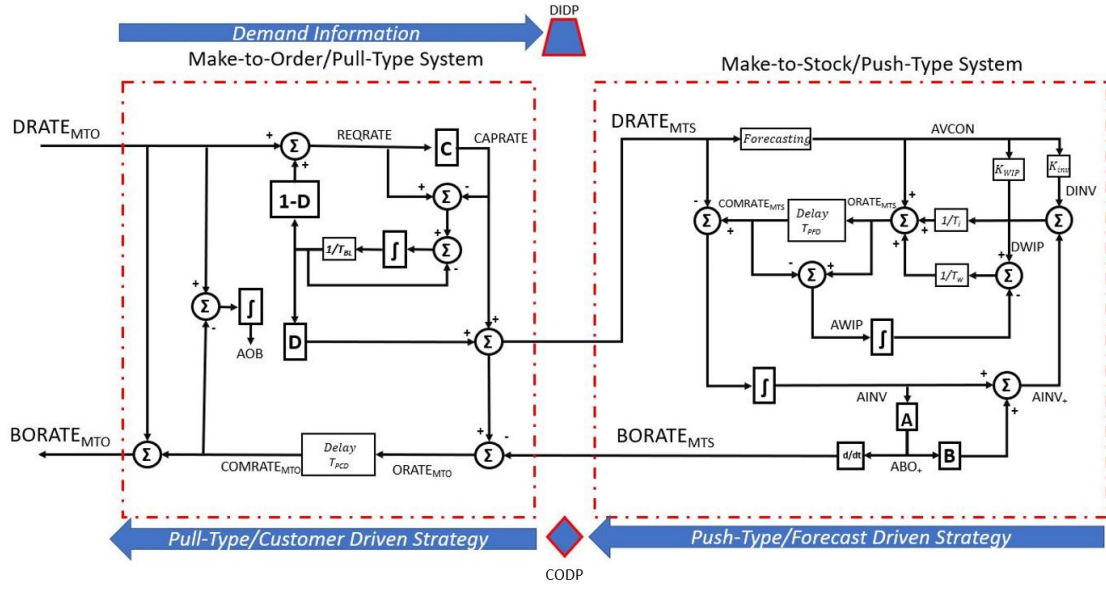 DIDP
Demand Information
Make-to-Order/Pull-Type System
Make-to-Stock/Push-Type System
DRATE_MTO
REQRATE
C
CAPRATE
+
+
Σ
1-D
+
-
Σ
1/T_BL
∫
+
-
Σ
+
-
Σ
∫
AOB
D
+
+
Σ
BORATE_MTO
Σ
COMRATE_MTO
Delay
T_PCD
ORATE_MTO
+
-
Σ
DRATE_MTS
Forecasting
AVCON
K_WIP
K_inv
DINV
-
+
Σ
COMRATE_MTS
Delay
T_PFD
ORATE_MTS
+
+
+
Σ
1/T_i
Σ
DWIP
-
+
Σ
1/T_w
+
-
Σ
AWIP
∫
∫
AINV
+
+
Σ
AINV_+
A
BORATE_MTS
d/dt
ABO_+
B
Pull-Type/Customer Driven Strategy
Push-Type/Forecast Driven Strategy
CODP